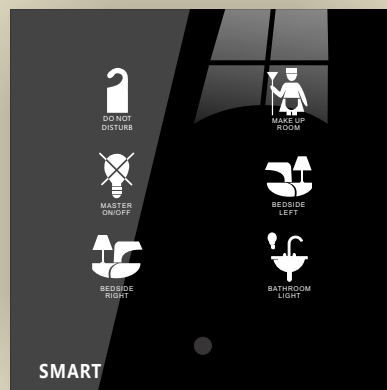 DO NOT
DISTURB
MAKE UP
ROOM
MASTER
ON/OFF
BEDSIDE
LEFT
BEDSIDE
RIGHT
BATHROOM
LIGHT
SMART